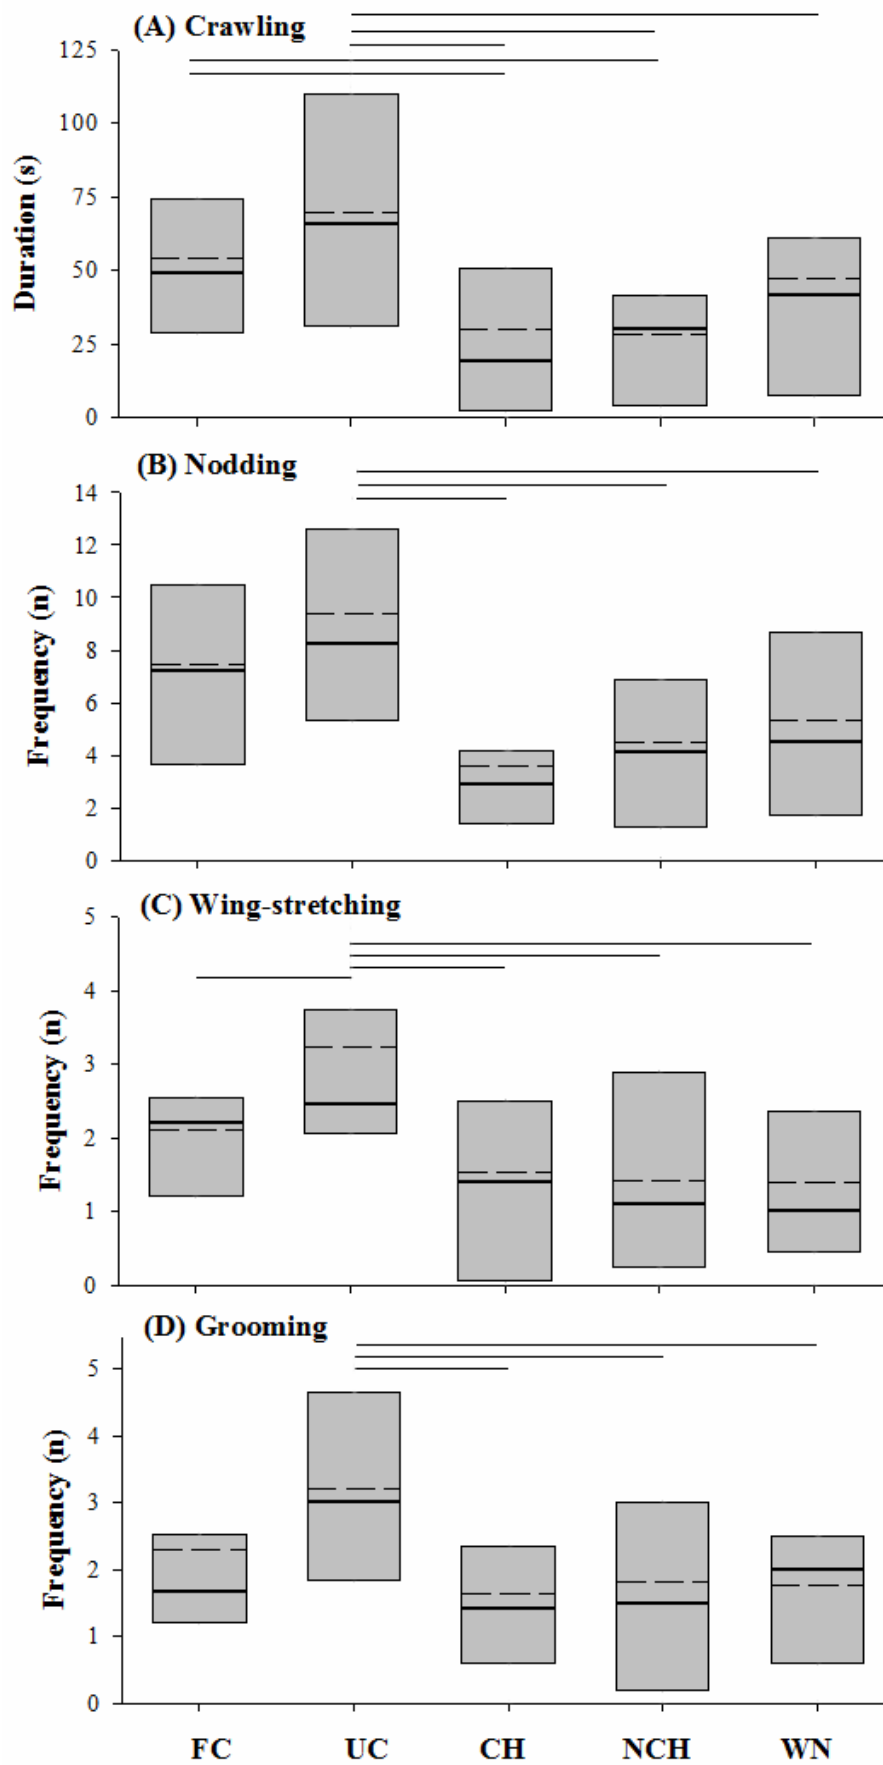 (A) Crawling
Duration (s)
125
100
75
50
25
0
(B) Nodding
Frequency (n)
14
12
10
8
6
4
2
0
(C) Wing-stretching
Frequency (n)
5
4
3
2
1
0
(D) Grooming
Frequency (n)
5
4
3
2
1
0
FC UC CH NCH WN